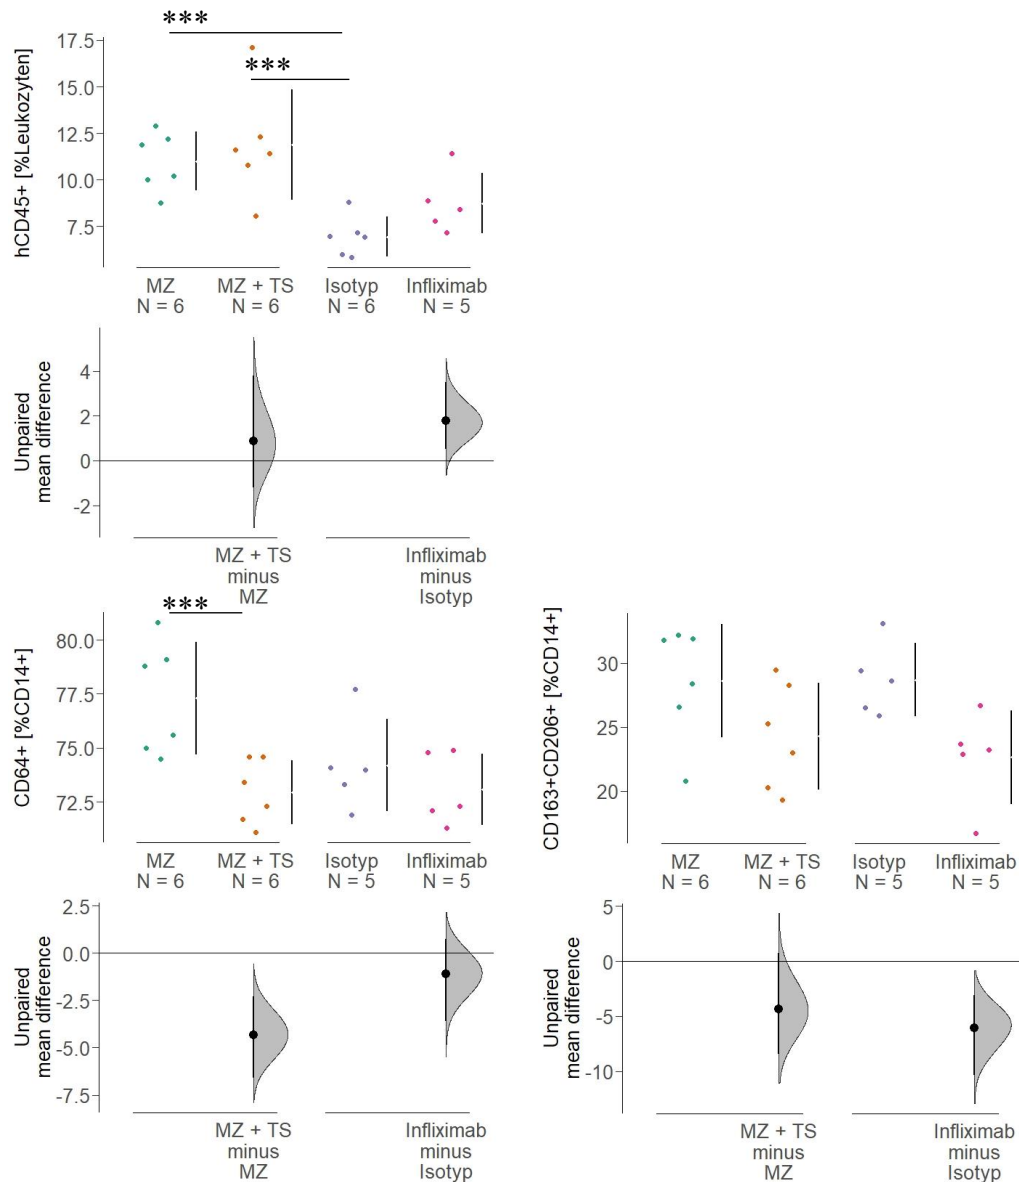 ***
***
hCD45+ [%Leukozyten]
17.5
15.0
12.5
10.0
7.5
MZ
N = 6
MZ + TS
N = 6
Isotyp
N = 6
Infliximab
N = 5
Unpaired
mean difference
4
2
0
-2
MZ + TS
minus
MZ
Infliximab
minus
Isotyp
***
CD64+ [%CD14+]
80.0
77.5
75.0
72.5
MZ
N = 6
MZ + TS
N = 6
Isotyp
N = 5
Infliximab
N = 5
Unpaired
mean difference
2.5
0.0
-2.5
-5.0
-7.5
MZ + TS
minus
MZ
Infliximab
minus
Isotyp
CD163+CD206+ [%CD14+]
30
25
20
MZ
N = 6
MZ + TS
N = 6
Isotyp
N = 5
Infliximab
N = 5
Unpaired
mean difference
5
0
-5
-10
MZ + TS
minus
MZ
Infliximab
minus
Isotyp